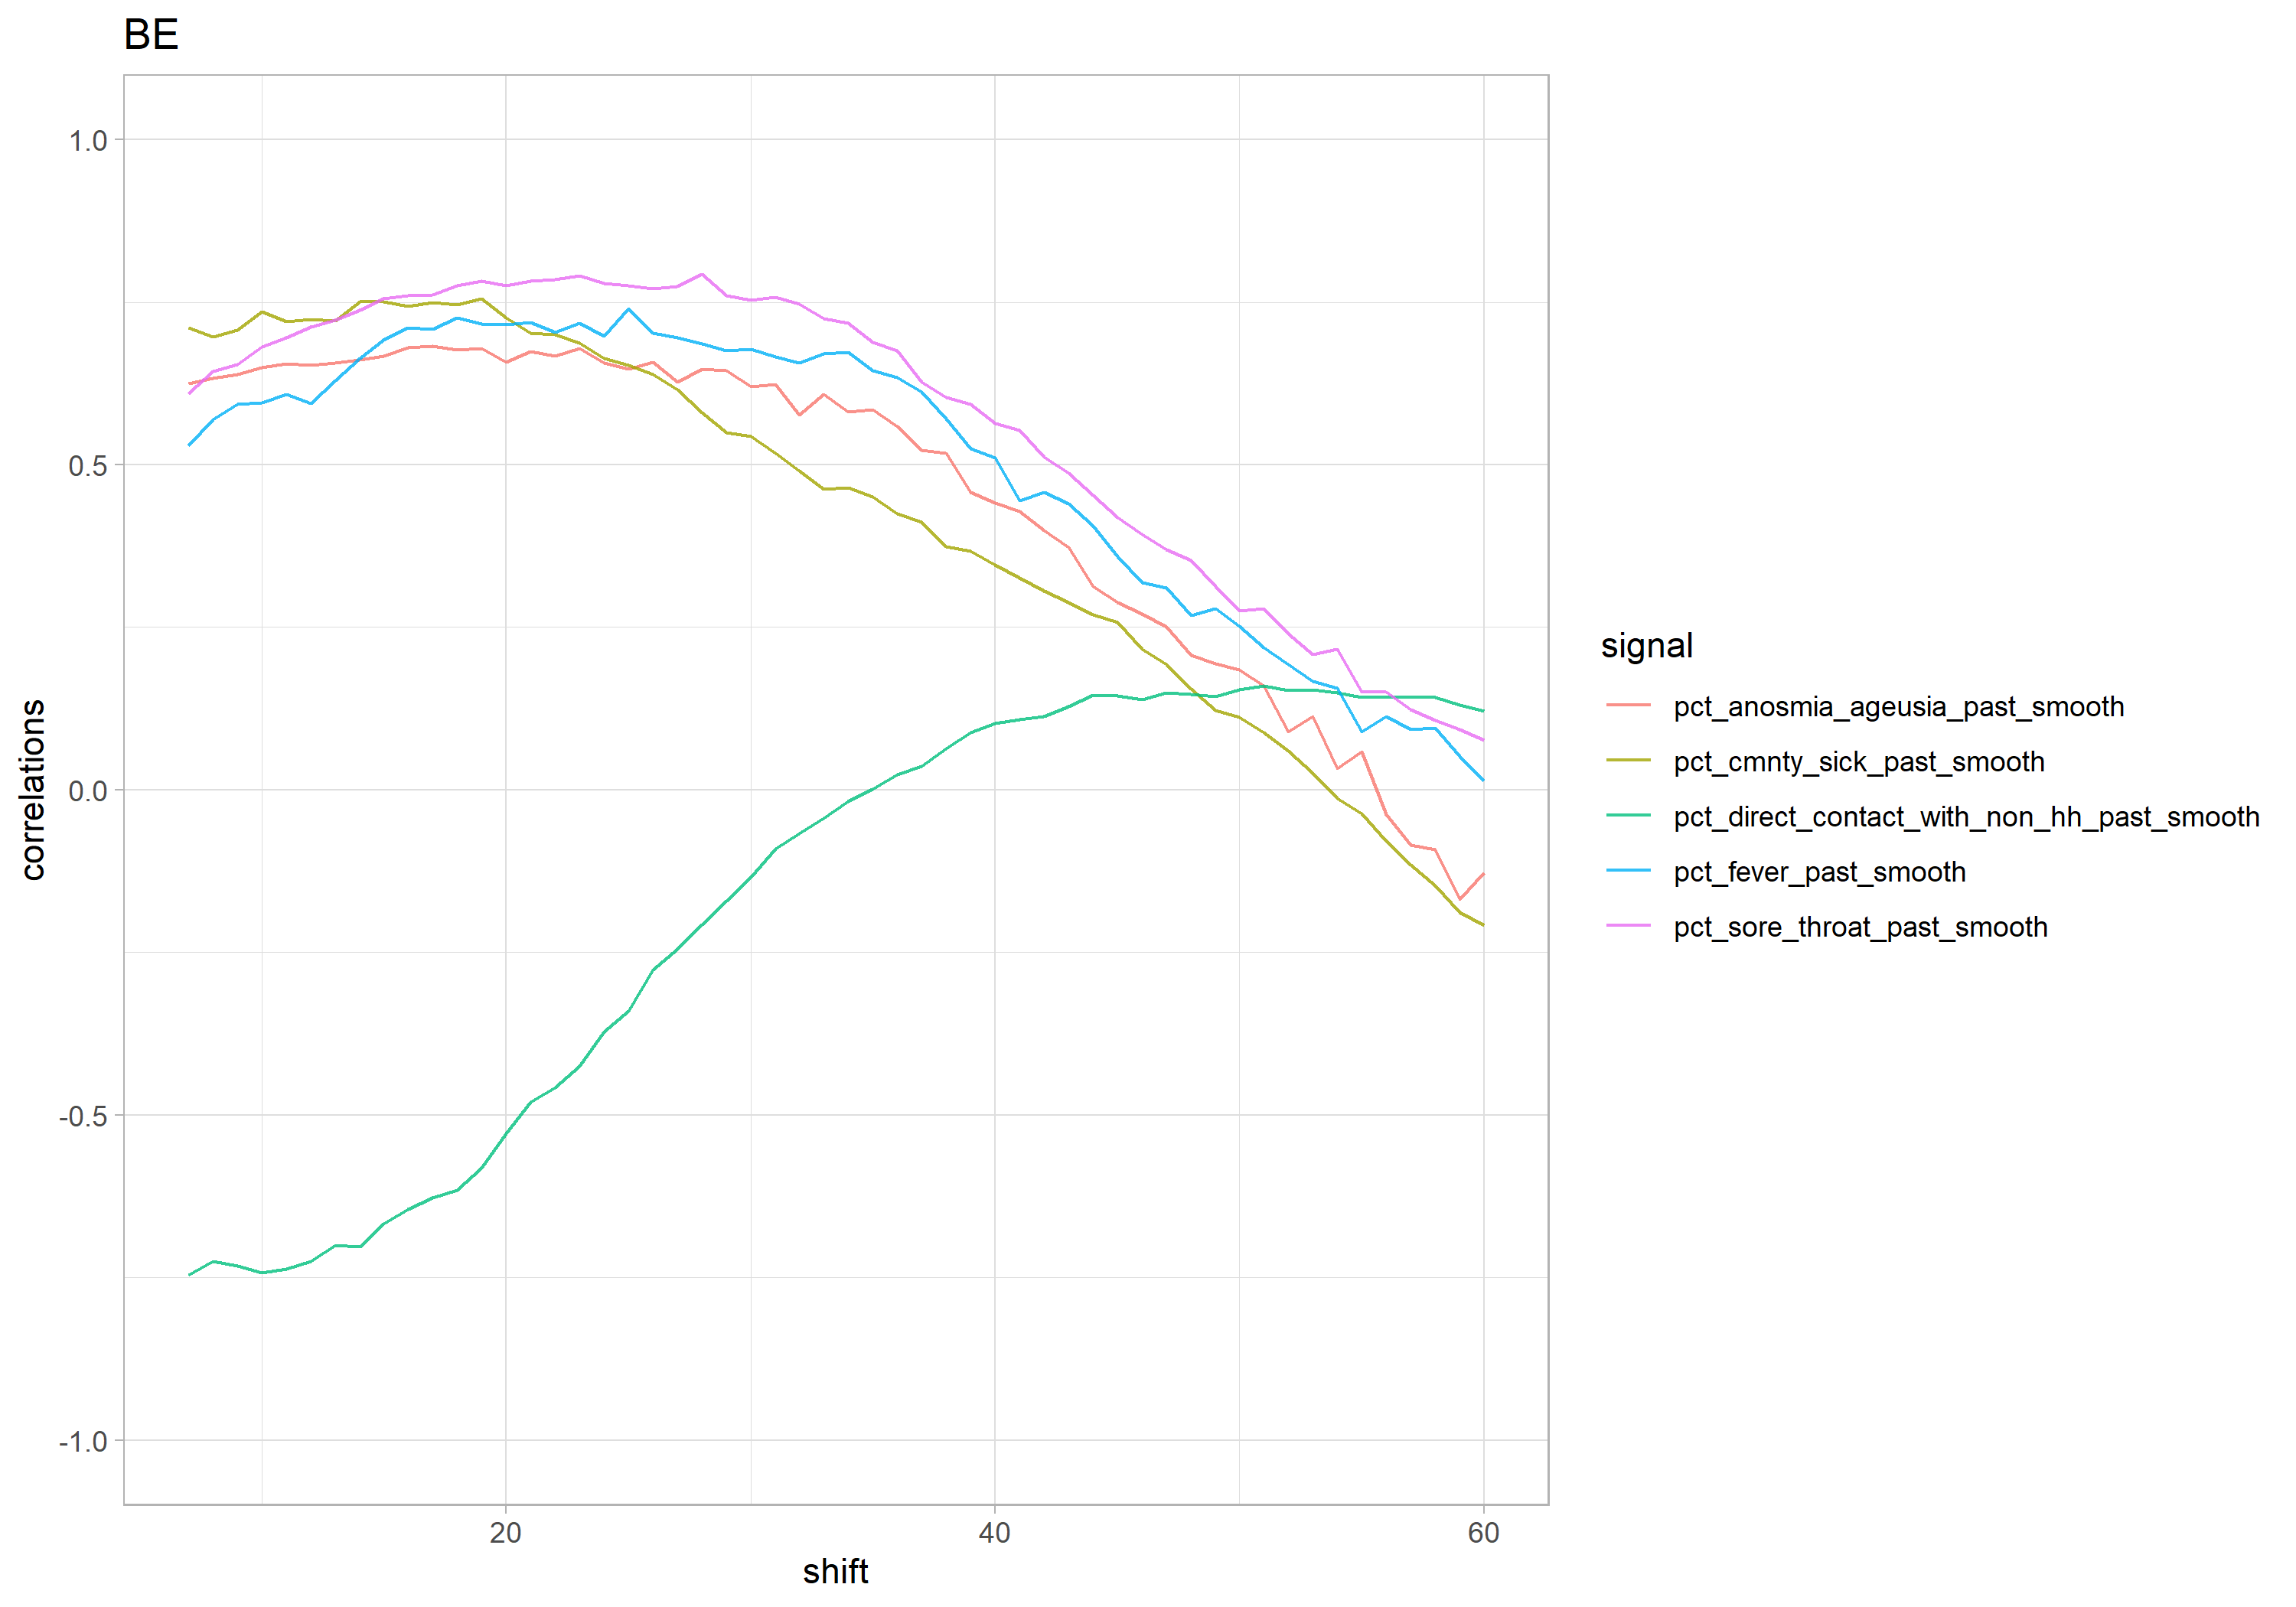 BE
1.0
0.5
0.0
-0.5
-1.0
correlations
20 40 60
shift
signal
pct_anosmia_ageusia_past_smooth
pct_cmnty_sick_past_smooth
pct_direct_contact_with_non_hh_past_smooth
pct_fever_past_smooth
pct_sore_throat_past_smooth